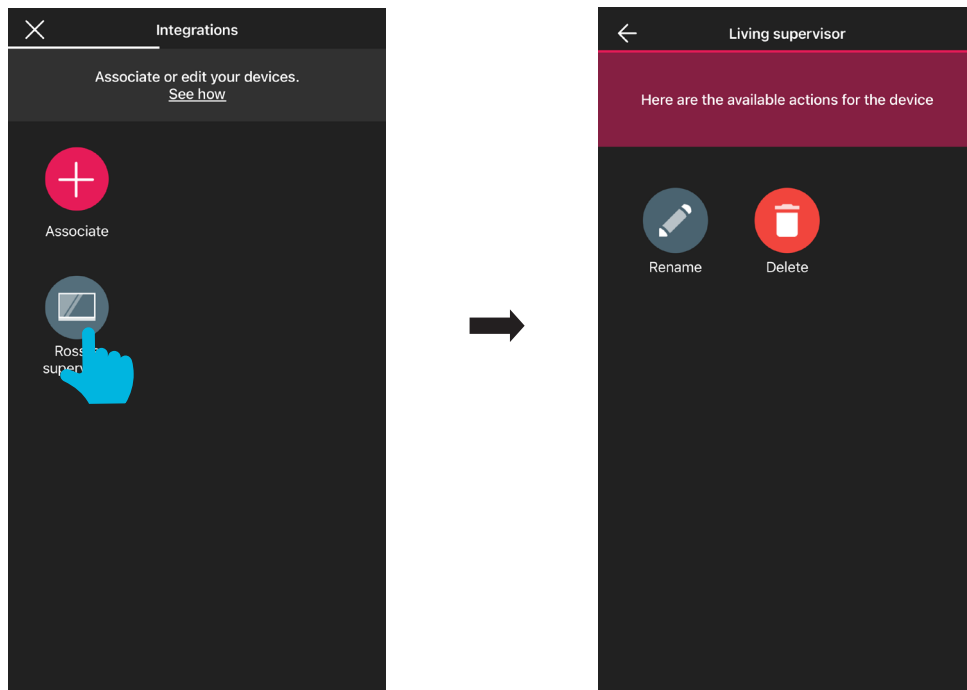 Integrations
Associate or edit your devices.
See how
Associate
Living supervisor
Here are the available actions for the device
Rename
Delete